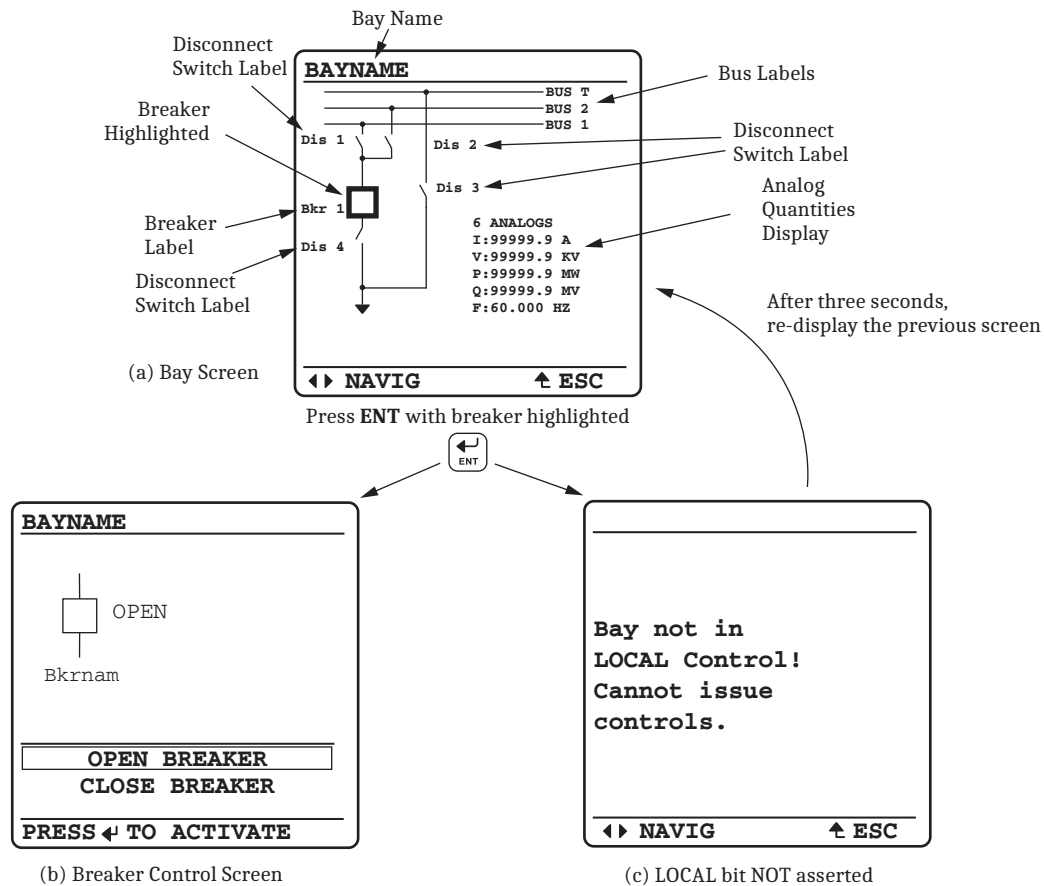 Bay Name
Disconnect
Switch Label
Breaker
Highlighted
Breaker
Label
Disconnect
Switch Label
BAYNAME
BUS T
BUS 2
BUS 1
Dis 1
Dis 2
Dis 3
Bkr 1
Dis 4
6 ANALOGS
I:99999.9 A
V:99999.9 KV
P:99999.9 MW
Q:99999.9 MV
F:60.000 HZ
NAVIG ESC
Bus Labels
Disconnect
Switch Label
Analog
Quantities
Display
After three seconds,
re-display the previous screen
(a) Bay Screen
Press ENT with breaker highlighted
ENT
BAYNAME
OPEN
Bkrnam
OPEN BREAKER
CLOSE BREAKER
PRESS TO ACTIVATE
(b) Breaker Control Screen
Bay not in
LOCAL Control!
Cannot issue
controls.
NAVIG ESC
(c) LOCAL bit NOT asserted